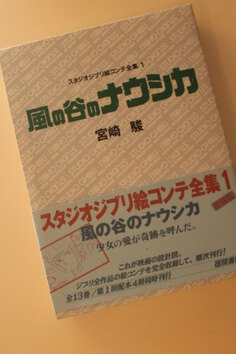 スタジオジブリ絵コンテ全集 1
風の谷のナウシカ
宮崎 駿
スタジオジブリ絵コンテ全集1
風の谷のナウシカ
少女の愛が奇跡を呼んだ。
これが映画の設計図。
ジブリ全作品の絵コンテを完全収録して、順次刊行!
全13巻/第1回配本4冊同時刊行
徳間書